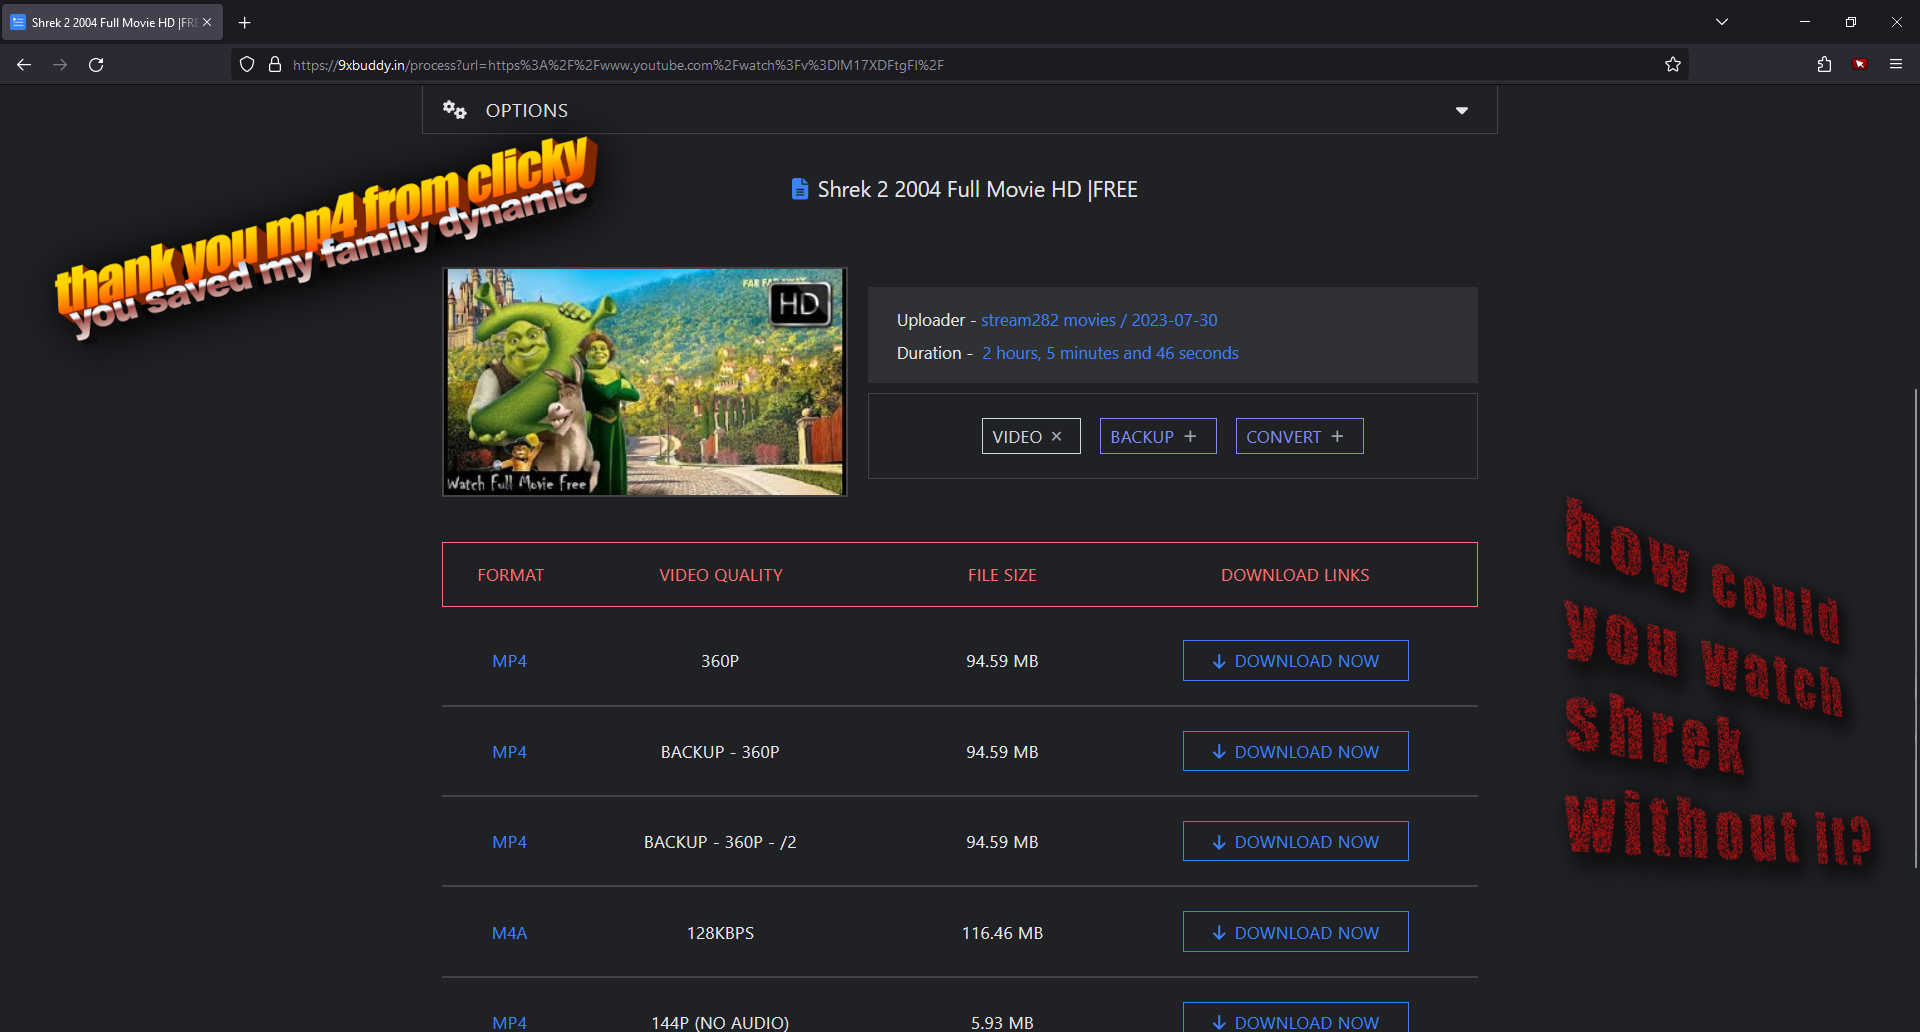 Shrek 2 2004 Full Movie HD |FRE
https://9xbuddy.in/process?url=https%3A%2F%2Fwww.youtube.com%2Fwatch%3Fv%3DIM17XDFtgFI%2F
OPTIONS
thank you mp4 from clicky
you saved my family dynamic
Shrek 2 2004 Full Movie HD |FREE
FAR FAR AWAY
HD
Watch Full Movie Free
Uploader - stream282 movies / 2023-07-30
Duration - 2 hours, 5 minutes and 46 seconds
VIDEO × BACKUP + CONVERT +
how could
you watch
shrek
without it?
FORMAT VIDEO QUALITY FILE SIZE DOWNLOAD LINKS
MP4 360P 94.59 MB DOWNLOAD NOW
MP4 BACKUP - 360P 94.59 MB DOWNLOAD NOW
MP4 BACKUP - 360P - /2 94.59 MB DOWNLOAD NOW
M4A 128KBPS 116.46 MB DOWNLOAD NOW
MP4 144P (NO AUDIO) 5.93 MB DOWNLOAD NOW